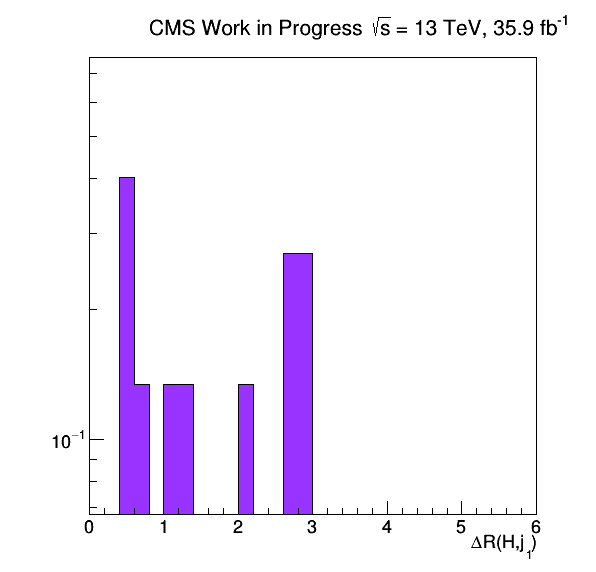 CMS Work in Progress √s = 13 TeV, 35.9 fb⁻¹
10⁻¹
0 1 2 3 4 5 6
ΔR(H,j₁)